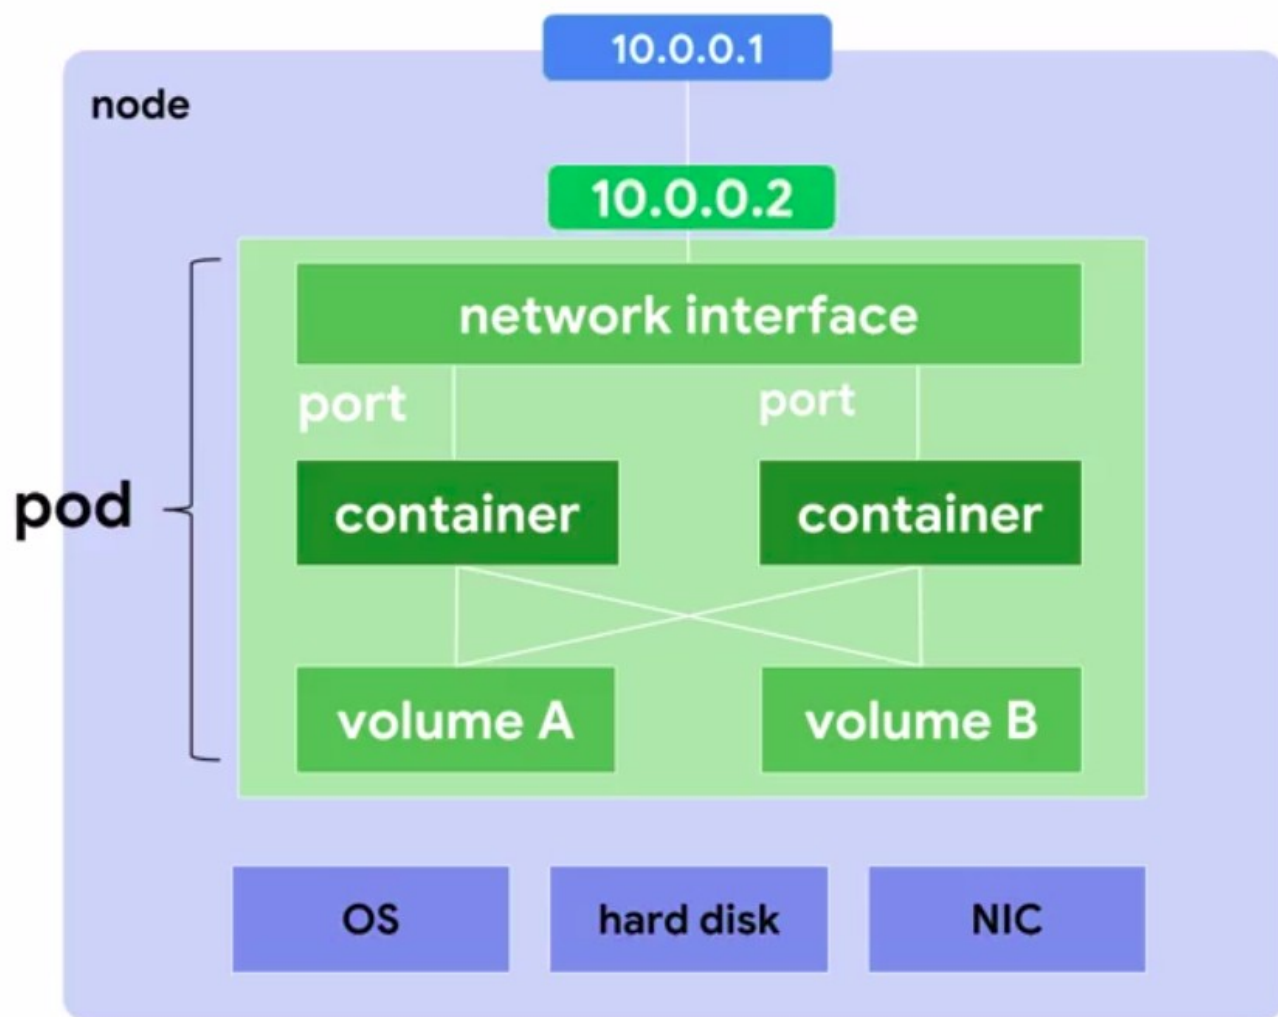 10.0.0.1
node
10.0.0.2
network interface
port port
pod
container container
volume A volume B
OS hard disk NIC